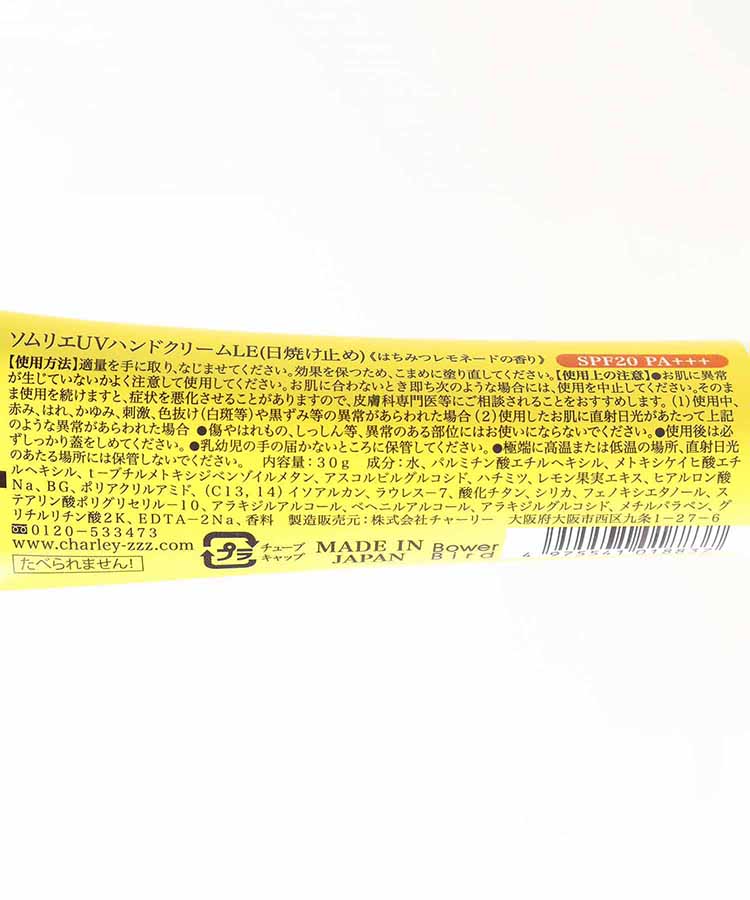 ソムリエUVハンドクリームLE(日焼け止め)《はちみつレモネードの香り》 SPF20 PA+++
【使用方法】適量を手に取り、なじませてください。効果を保つため、こまめに塗り直してください。【使用上の注意】●お肌に異常
が生じていないかよく注意して使用してください。お肌に合わないとき即ち次のような場合には、使用を中止してください。そのま
ま使用を続けますと、症状を悪化させることがありますので、皮膚科専門医等にご相談されることをおすすめします。(1)使用中、
赤み、はれ、かゆみ、刺激、色抜け(白斑等)や黒ずみ等の異常があらわれた場合(2)使用したお肌に直射日光があたって上記
のような異常があらわれた場合 ●傷やはれもの、しっしん等、異常のある部位にはお使いにならないでください。●使用後は必
ずしっかり蓋をしめてください。●乳幼児の手の届かないところに保管してください。●極端に高温または低温の場所、直射日光
のあたる場所には保管しないでください。 内容量:30g 成分:水、パルミチン酸エチルヘキシル、メトキシケイヒ酸エチ
ルヘキシル、t-ブチルメトキシジベンゾイルメタン、アスコルビルグルコシド、ハチミツ、レモン果実エキス、ヒアルロン酸
Na、BG、ポリアクリルアミド、(C13,14)イソアルカン、ラウレス-7、酸化チタン、シリカ、フェノキシエタノール、ス
テアリン酸ポリグリセリル-10、アラキジルアルコール、ベヘニルアルコール、アラキジルグルコシド、メチルパラベン、グ
リチルリチン酸2K、EDTA-2Na、香料 製造販売元:株式会社チャーリー 大阪府大阪市西区九条1-27-6
0120-533473
www.charley-zzz.com プラ チューブ キャップ MADE IN JAPAN Bower Bird 4 975541 018837
たべられません!